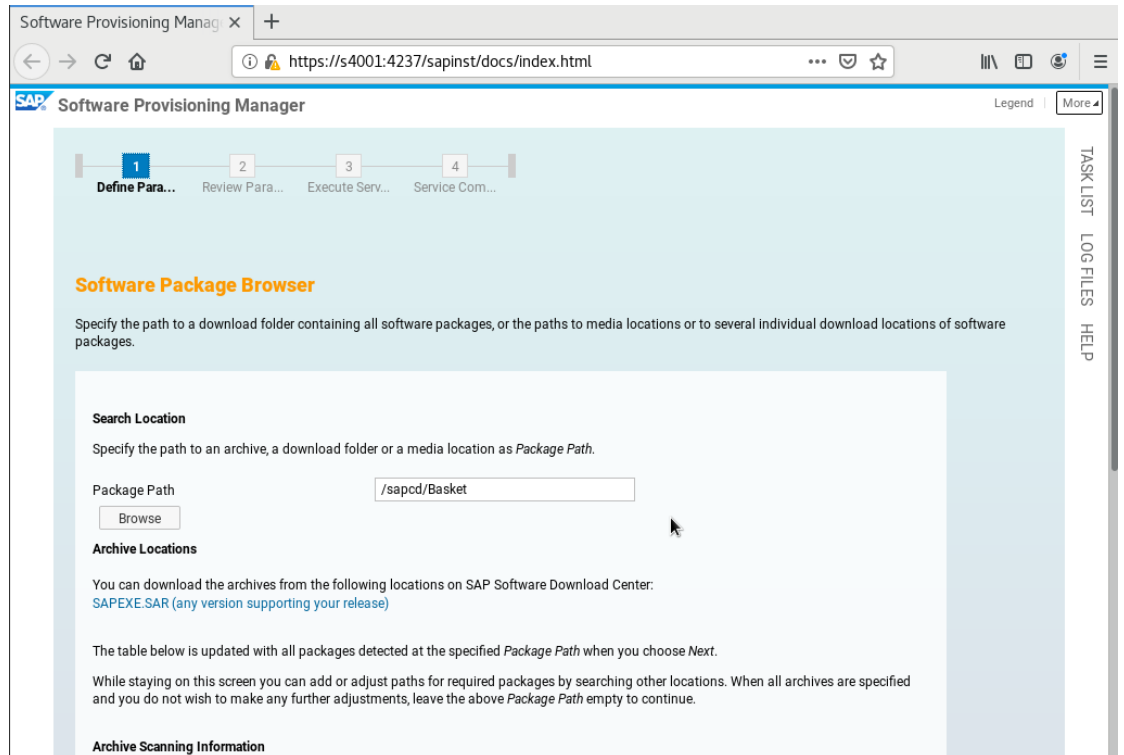 Software Provisioning Manag
https://s4001:4237/sapinst/docs/index.html
SAP Software Provisioning Manager
Legend
More
1
2
3
4
Define Para...
Review Para...
Execute Serv...
Service Com...
TASK LIST
LOG FILES
HELP
Software Package Browser
Specify the path to a download folder containing all software packages, or the paths to media locations or to several individual download locations of software
packages.
Search Location
Specify the path to an archive, a download folder or a media location as Package Path.
Package Path
/sapcd/Basket
Browse
Archive Locations
You can download the archives from the following locations on SAP Software Download Center:
SAPEXE.SAR (any version supporting your release)
The table below is updated with all packages detected at the specified Package Path when you choose Next.
While staying on this screen you can add or adjust paths for required packages by searching other locations. When all archives are specified
and you do not wish to make any further adjustments, leave the above Package Path empty to continue.
Archive Scanning Information